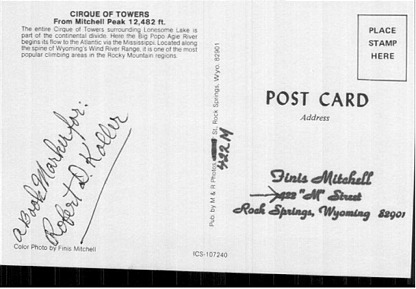 CIRQUE OF TOWERS
From Mitchell Peak 12,482 ft.
The entire Cirque of Towers surrounding Lonesome Lake is
part of the continental divide. Here the Big Popo Agie River
begins its flow to the Atlantic via the Mississippi. Located along
the spine of Wyoming's Wind River Range, it is one of the most
popular climbing areas in the Rocky Mountain regions.
a Book Marker for:
Robert D. Koller
Color Photo by Finis Mitchell
Pub by M & R Photos St. Rock Springs, Wyo. 82901
422 M
ICS-107240
PLACE
STAMP
HERE
POST CARD
Address
Finis Mitchell
422 "M" Street
Rock Springs, Wyoming 82901